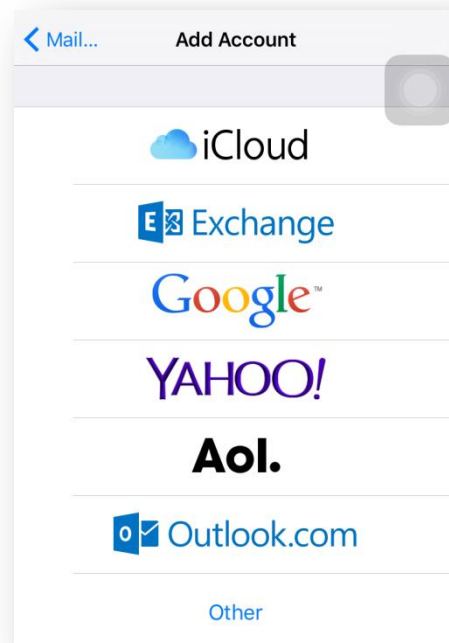 Mail...
Add Account
iCloud
E Exchange
Google™
YAHOO!
Aol.
o Outlook.com
Other